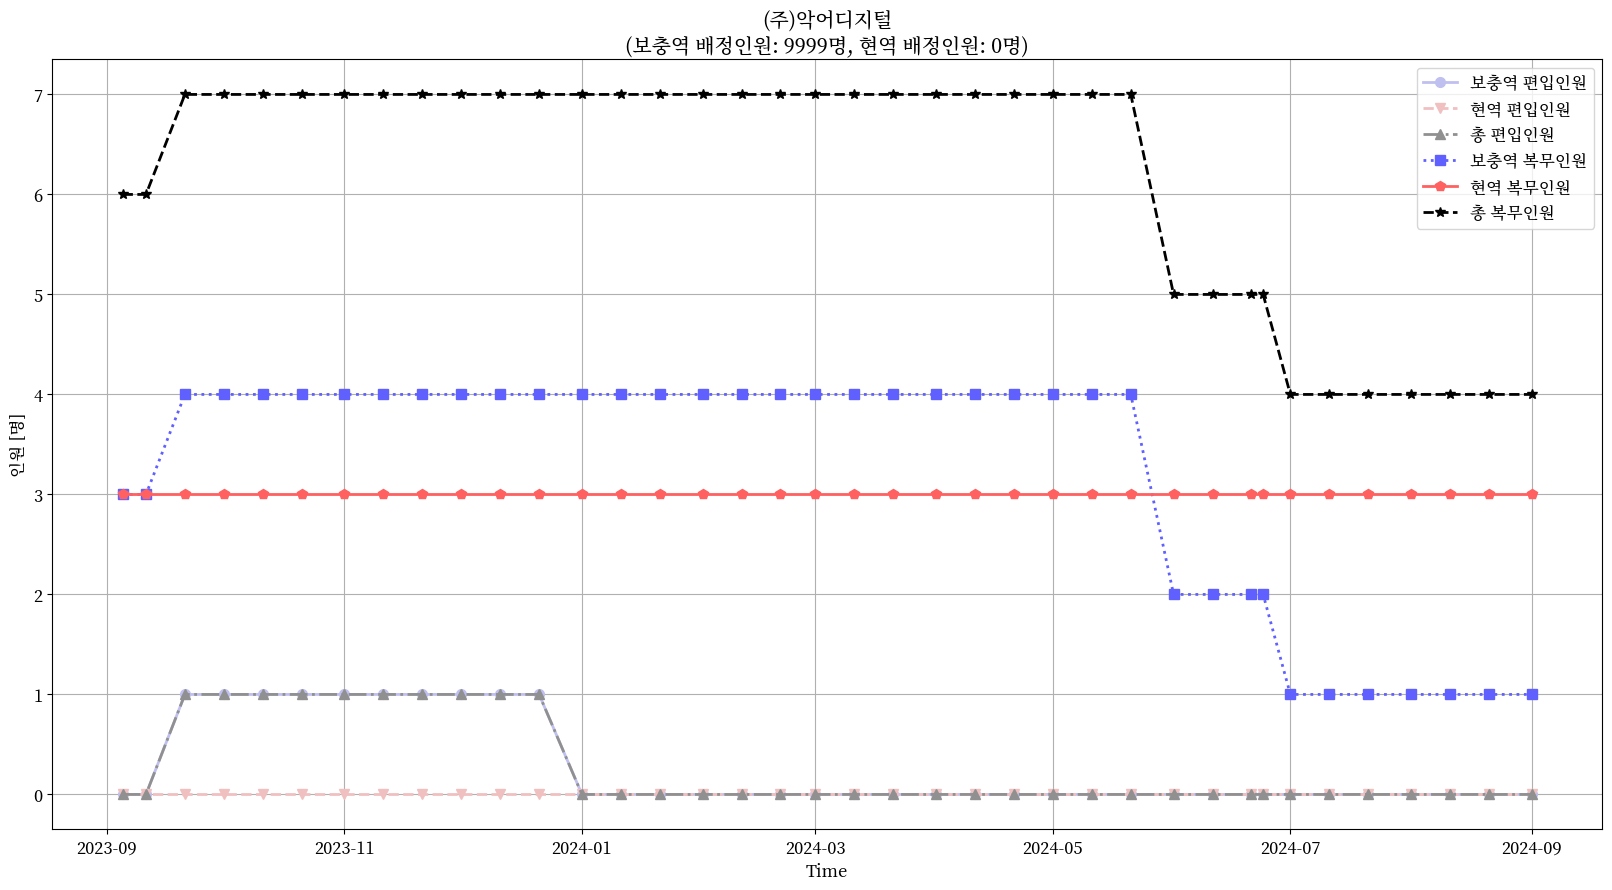 (주)악어디지털
(보충역 배정인원: 9999명, 현역 배정인원: 0명)
보충역 편입인원
현역 편입인원
총 편입인원
보충역 복무인원
현역 복무인원
총 복무인원
인원 [명]
7
6
5
4
3
2
1
0
2023-09
2023-11
2024-01
2024-03
2024-05
2024-07
2024-09
Time